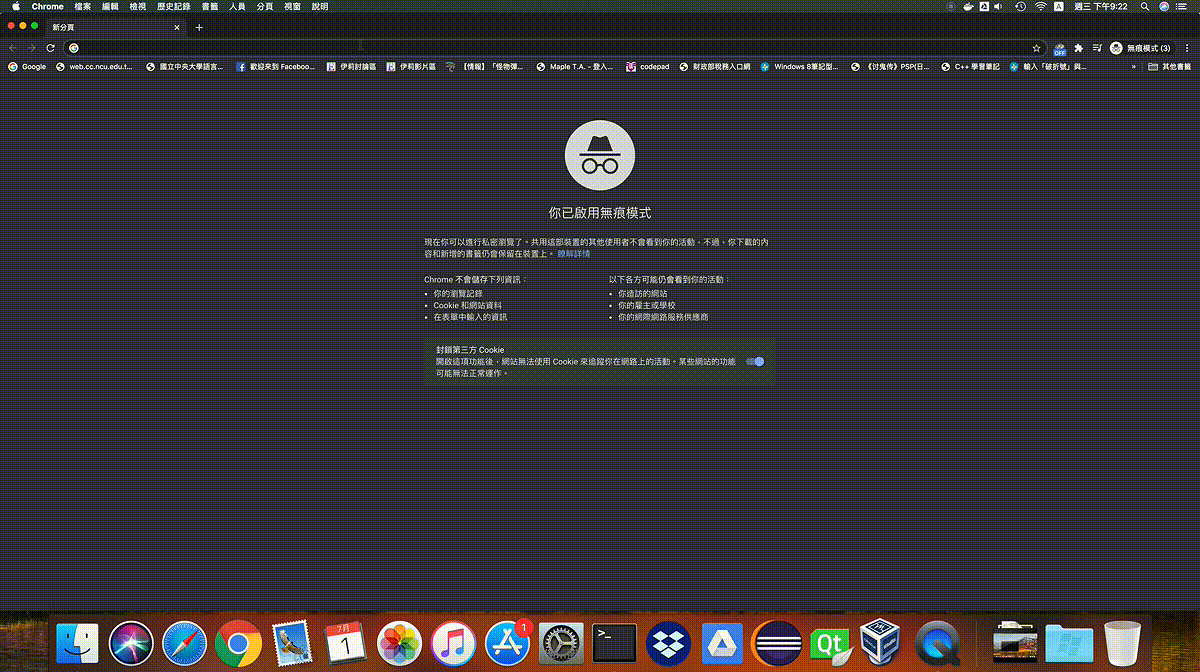 Chrome 檔案 編輯 檢視 歷史記錄 書籤 人員 分頁 視窗 說明 A 週三 下午9:22
新分頁
OFF 無痕模式 (3)
Google web.cc.ncu.edu.t... 國立中央大學語言... 歡迎來到 Faceboo... 伊莉討論區 伊莉影片區 【情報】「怪物彈... Maple T.A. - 登入... codepad 財政部稅務入口網 Windows 8筆記型... 《讨鬼传》PSP(日... C++ 學習筆記 輸入「破折號」與... » 其他書籤
你已啟用無痕模式
現在你可以進行私密瀏覽了。共用這部裝置的其他使用者不會看到你的活動，不過，你下載的內
容和新增的書籤仍會保留在裝置上。 瞭解詳情
Chrome 不會儲存下列資訊：
• 你的瀏覽記錄
• Cookie 和網站資料
• 在表單中輸入的資訊
以下各方可能仍會看到你的活動：
• 你造訪的網站
• 你的雇主或學校
• 你的網際網路服務供應商
封鎖第三方 Cookie
開啟這項功能後，網站無法使用 Cookie 來追蹤你在網路上的活動。某些網站的功能
可能無法正常運作。
7月
1
1
>_
Qt